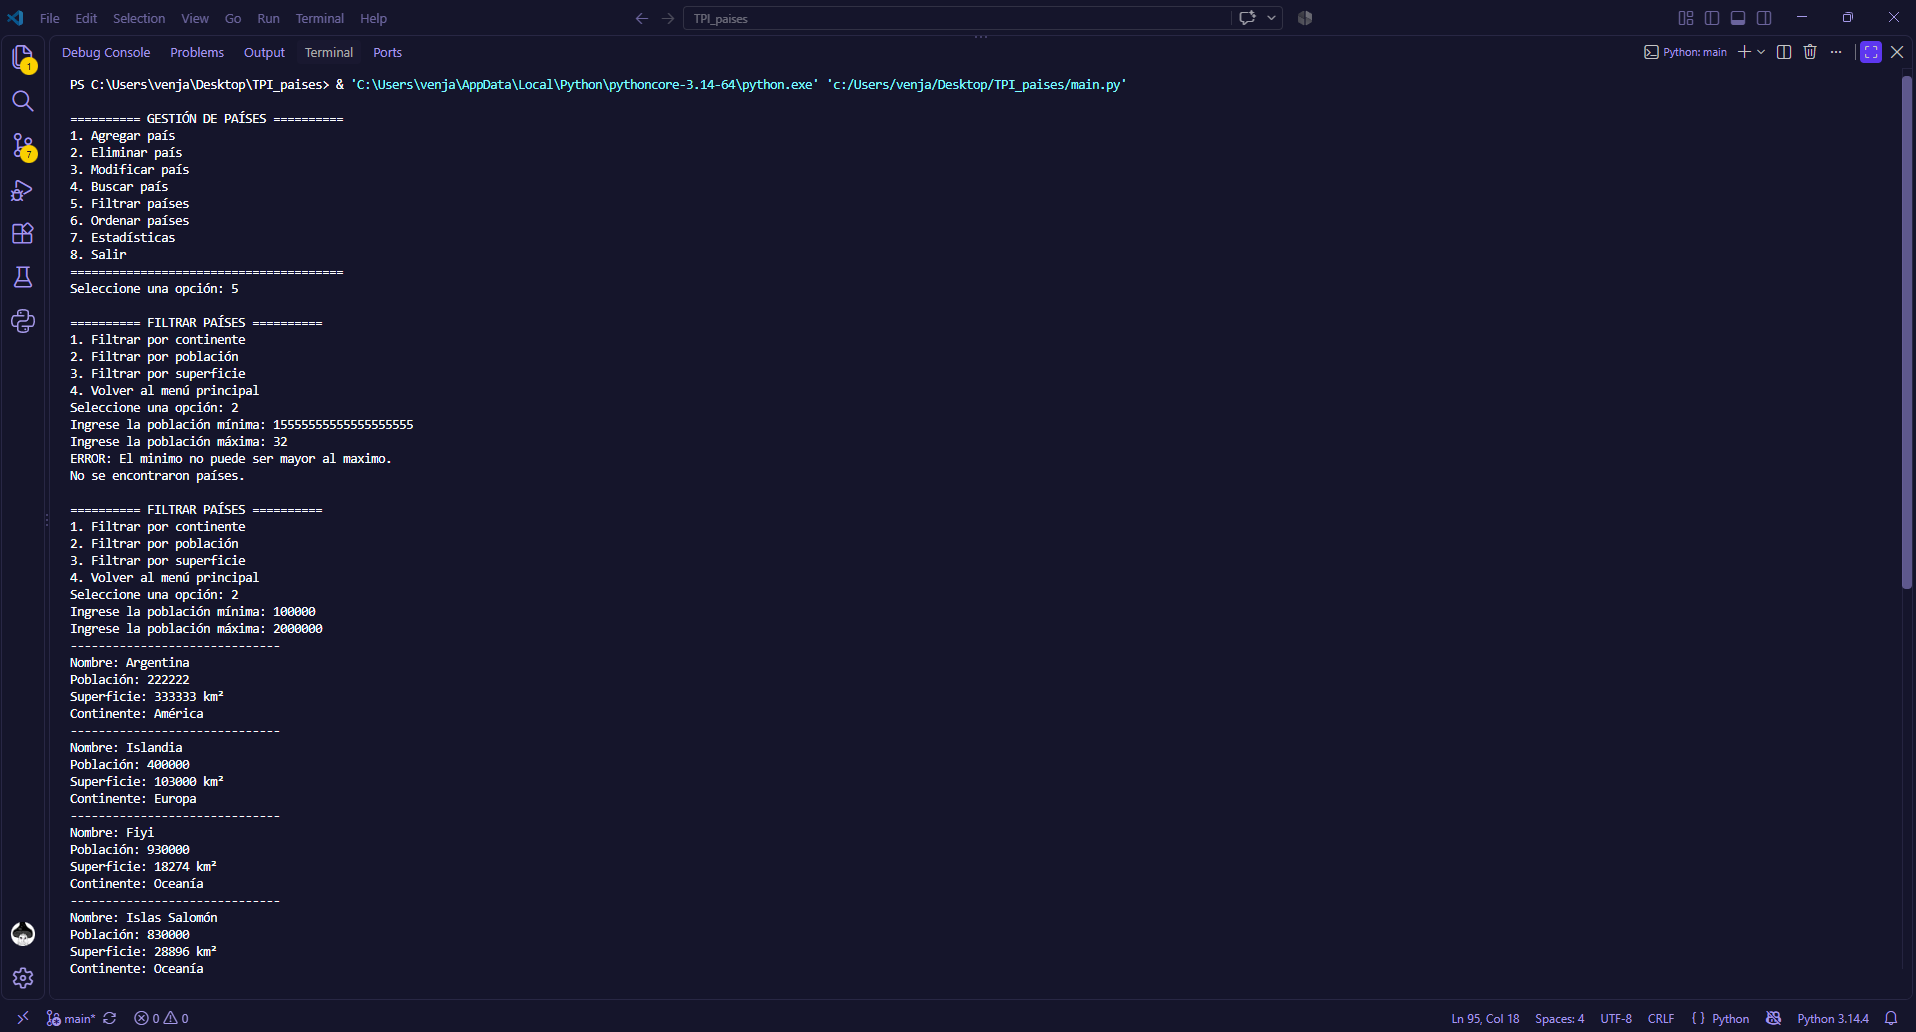 File Edit Selection View Go Run Terminal Help
TPI_paises
Debug Console Problems Output Terminal Ports
Python: main
1
7
PS C:\Users\venja\Desktop\TPI_paises> & 'C:\Users\venja\AppData\Local\Python\pythoncore-3.14-64\python.exe' 'c:/Users/venja/Desktop/TPI_paises/main.py'
========== GESTIÓN DE PAÍSES ==========
1. Agregar país
2. Eliminar país
3. Modificar país
4. Buscar país
5. Filtrar países
6. Ordenar países
7. Estadísticas
8. Salir
=======================================
Seleccione una opción: 5
========== FILTRAR PAÍSES ==========
1. Filtrar por continente
2. Filtrar por población
3. Filtrar por superficie
4. Volver al menú principal
Seleccione una opción: 2
Ingrese la población mínima: 15555555555555555555
Ingrese la población máxima: 32
ERROR: El minimo no puede ser mayor al maximo.
No se encontraron países.
========== FILTRAR PAÍSES ==========
1. Filtrar por continente
2. Filtrar por población
3. Filtrar por superficie
4. Volver al menú principal
Seleccione una opción: 2
Ingrese la población mínima: 100000
Ingrese la población máxima: 2000000
------------------------------
Nombre: Argentina
Población: 222222
Superficie: 333333 km²
Continente: América
------------------------------
Nombre: Islandia
Población: 400000
Superficie: 103000 km²
Continente: Europa
------------------------------
Nombre: Fiyi
Población: 930000
Superficie: 18274 km²
Continente: Oceanía
------------------------------
Nombre: Islas Salomón
Población: 830000
Superficie: 28896 km²
Continente: Oceanía
main* 0 0 Ln 95, Col 18 Spaces: 4 UTF-8 CRLF { } Python Python 3.14.4